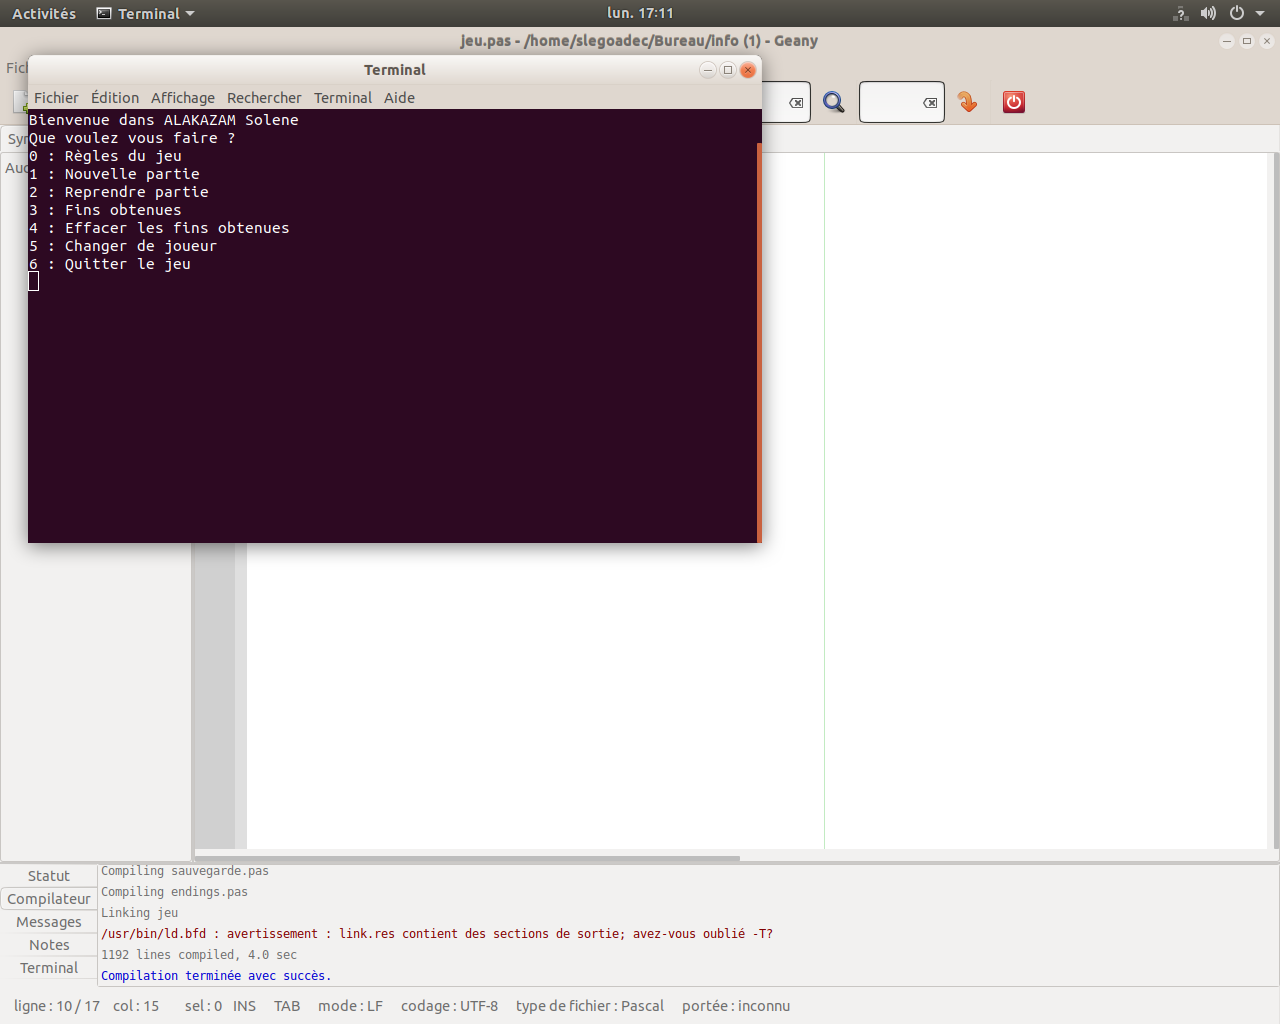 Activités Terminal lun. 17:11
jeu.pas - /home/slegoadec/Bureau/info (1) - Geany
Terminal
Fichier Édition Affichage Rechercher Terminal Aide
Bienvenue dans ALAKAZAM Solene
Que voulez vous faire ?
0 : Règles du jeu
1 : Nouvelle partie
2 : Reprendre partie
3 : Fins obtenues
4 : Effacer les fins obtenues
5 : Changer de joueur
6 : Quitter le jeu
Statut
Compilateur
Messages
Notes
Terminal
Compiling sauvegarde.pas
Compiling endings.pas
Linking jeu
/usr/bin/ld.bfd : avertissement : link.res contient des sections de sortie; avez-vous oublié -T?
1192 lines compiled, 4.0 sec
Compilation terminée avec succès.
ligne : 10 / 17 col : 15 sel : 0 INS TAB mode : LF codage : UTF-8 type de fichier : Pascal portée : inconnu